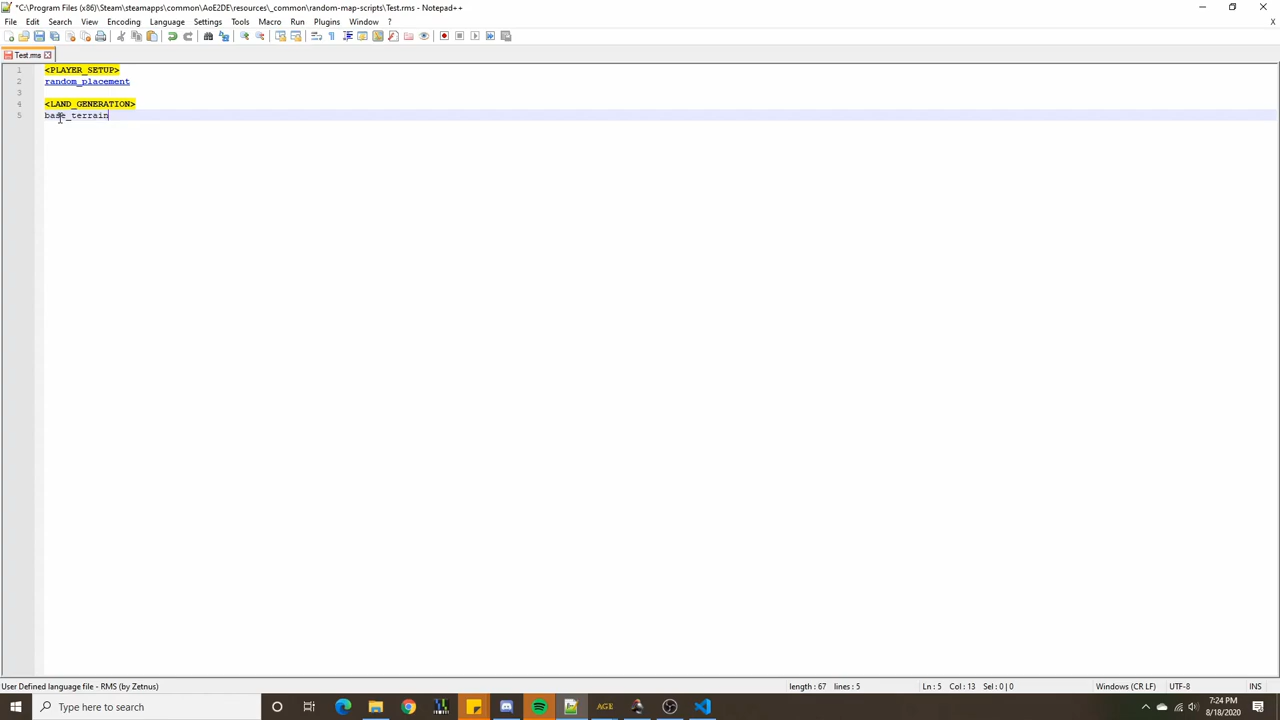 *C:\Program Files (x86)\Steam\steamapps\common\AoE2DE\resources\_common\random-map-scripts\Test.rms - Notepad++
File Edit Search View Encoding Language Settings Tools Macro Run Plugins Window ?
Test.rms
1 <PLAYER_SETUP>
2 random_placement
3
4 <LAND_GENERATION>
5 base_terrain
User Defined language file - RMS (by Zetnus) length : 67 lines : 5 Ln : 5 Col : 13 Sel : 0 | 0 Windows (CR LF) UTF-8 INS
Type here to search
AGE
7:24 PM
8/18/2020